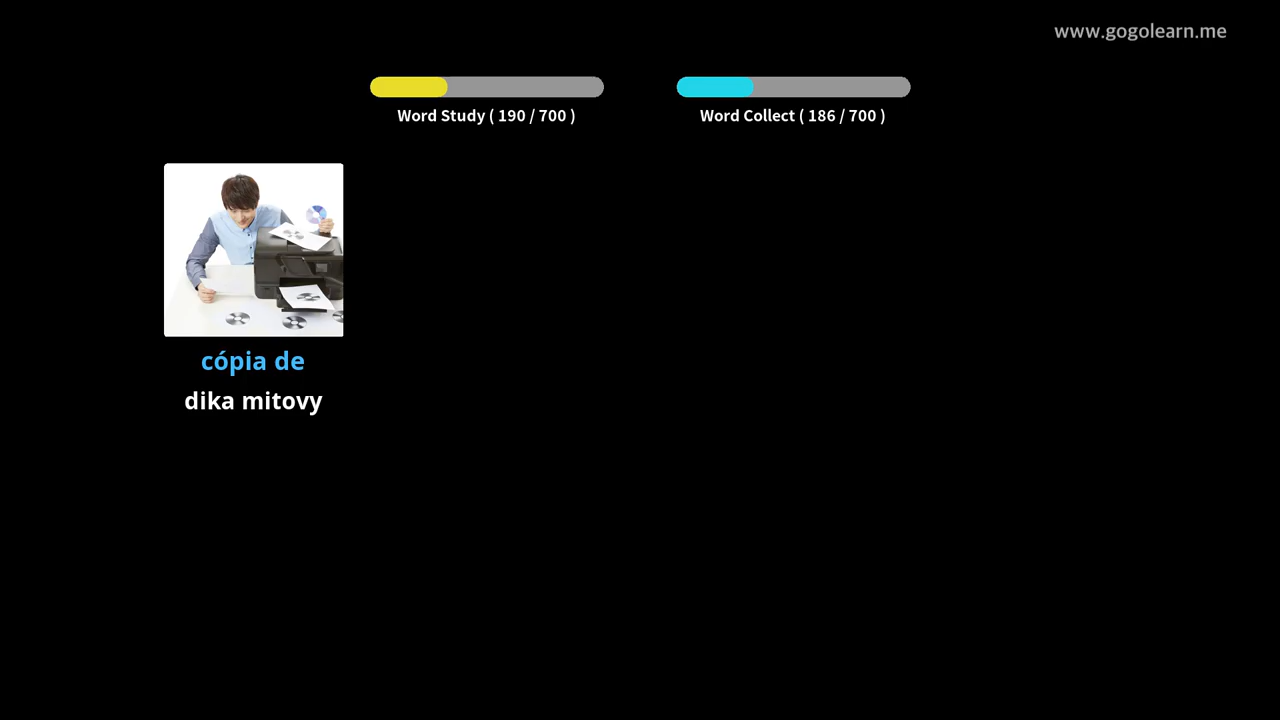 www.gogolearn.me
Word Study ( 190 / 700 )
Word Collect ( 186 / 700 )
cópia de
dika mitovy